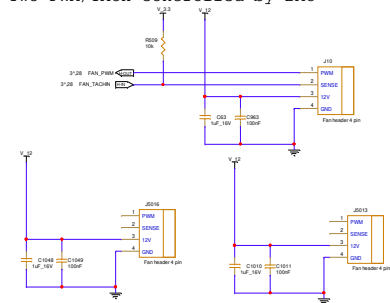 V_3.3
V_12
R509
10k
J10
3^,28 FAN_PWM
1 PWM
3^,28 FAN_TACHIN
2 SENSE
3 12V
4 GND
C63
1uF_16V
C963
100nF
Fan header 4 pin
V_12
J5016
1 PWM
2 SENSE
3 12V
4 GND
C1048
1uF_16V
C1049
100nF
Fan header 4 pin
V_12
J5013
1 PWM
2 SENSE
3 12V
4 GND
C1010
1uF_16V
C1011
100nF
Fan header 4 pin